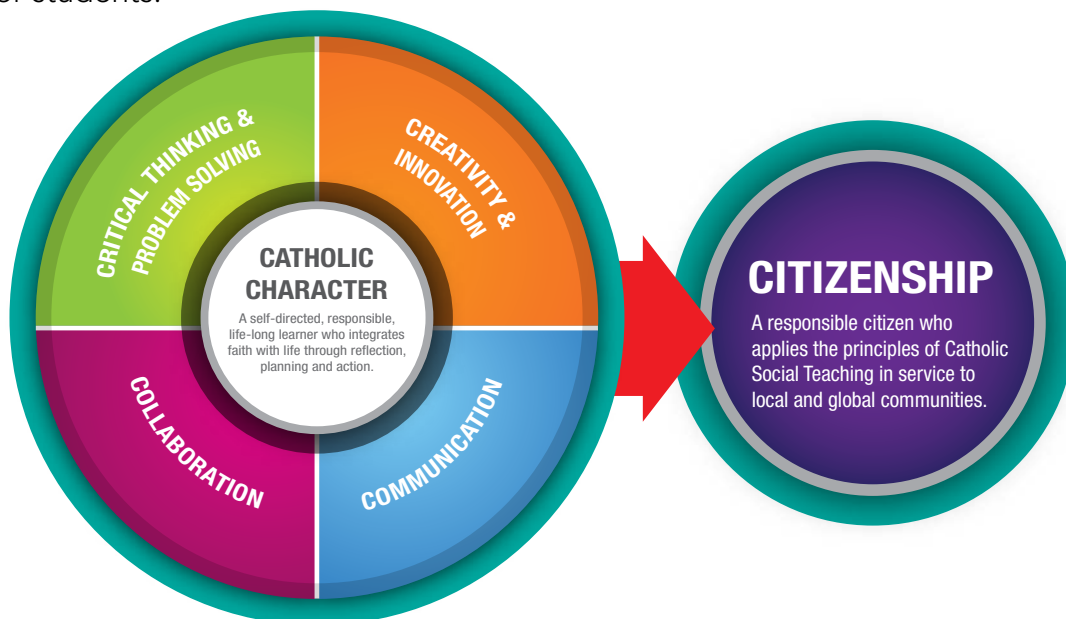 or students.
CRITICAL THINKING &
PROBLEM SOLVING
CREATIVITY &
INNOVATION
CATHOLIC
CHARACTER
A self-directed, responsible,
life-long learner who integrates
faith with life through reflection,
planning and action.
COLLABORATION
COMMUNICATION
CITIZENSHIP
A responsible citizen who
applies the principles of Catholic
Social Teaching in service to
local and global communities.